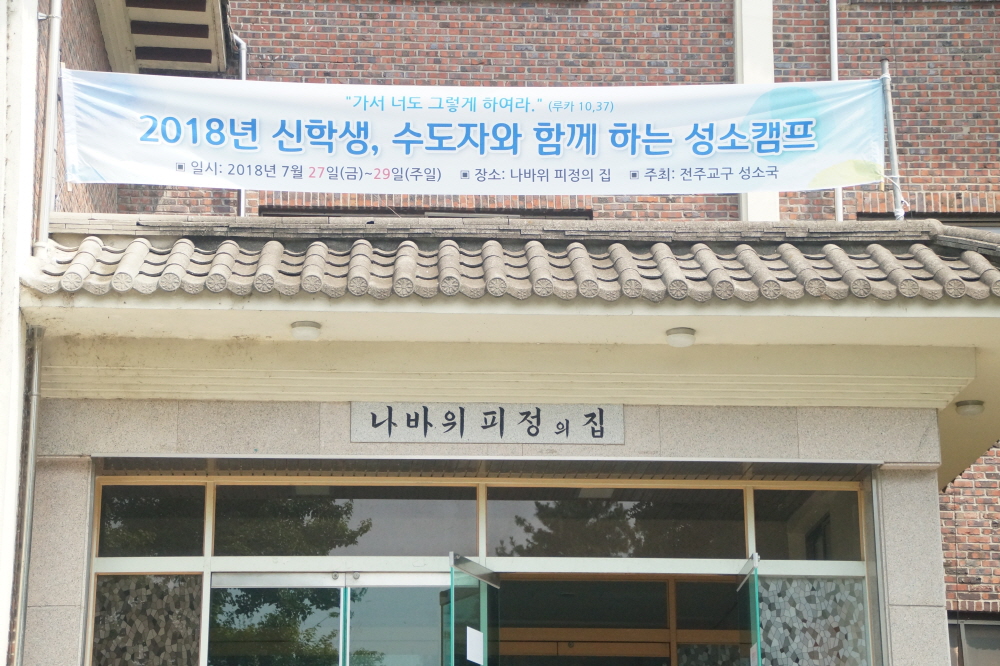 "가서 너도 그렇게 하여라." (루카 10,37)
2018년 신학생, 수도자와 함께 하는 성소캠프
▣ 일시: 2018년 7월 27일(금)~29일(주일) ▣ 장소: 나바위 피정의 집 ▣ 주최: 전주교구 성소국
나바위 피정의 집